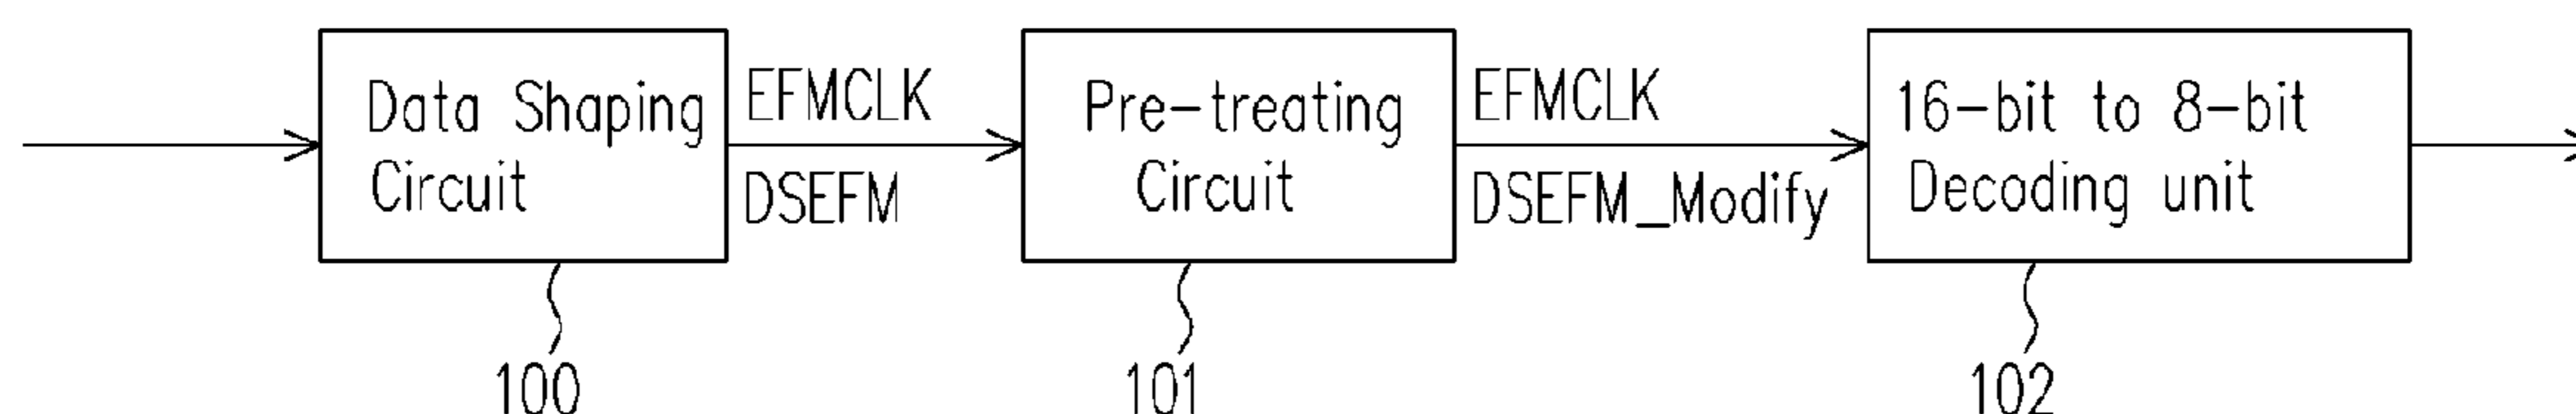 Data Shaping
Circuit
EFMCLK
DSEFM
Pre-treating
Circuit
EFMCLK
DSEFM_Modify
16-bit to 8-bit
Decoding unit
100
101
102